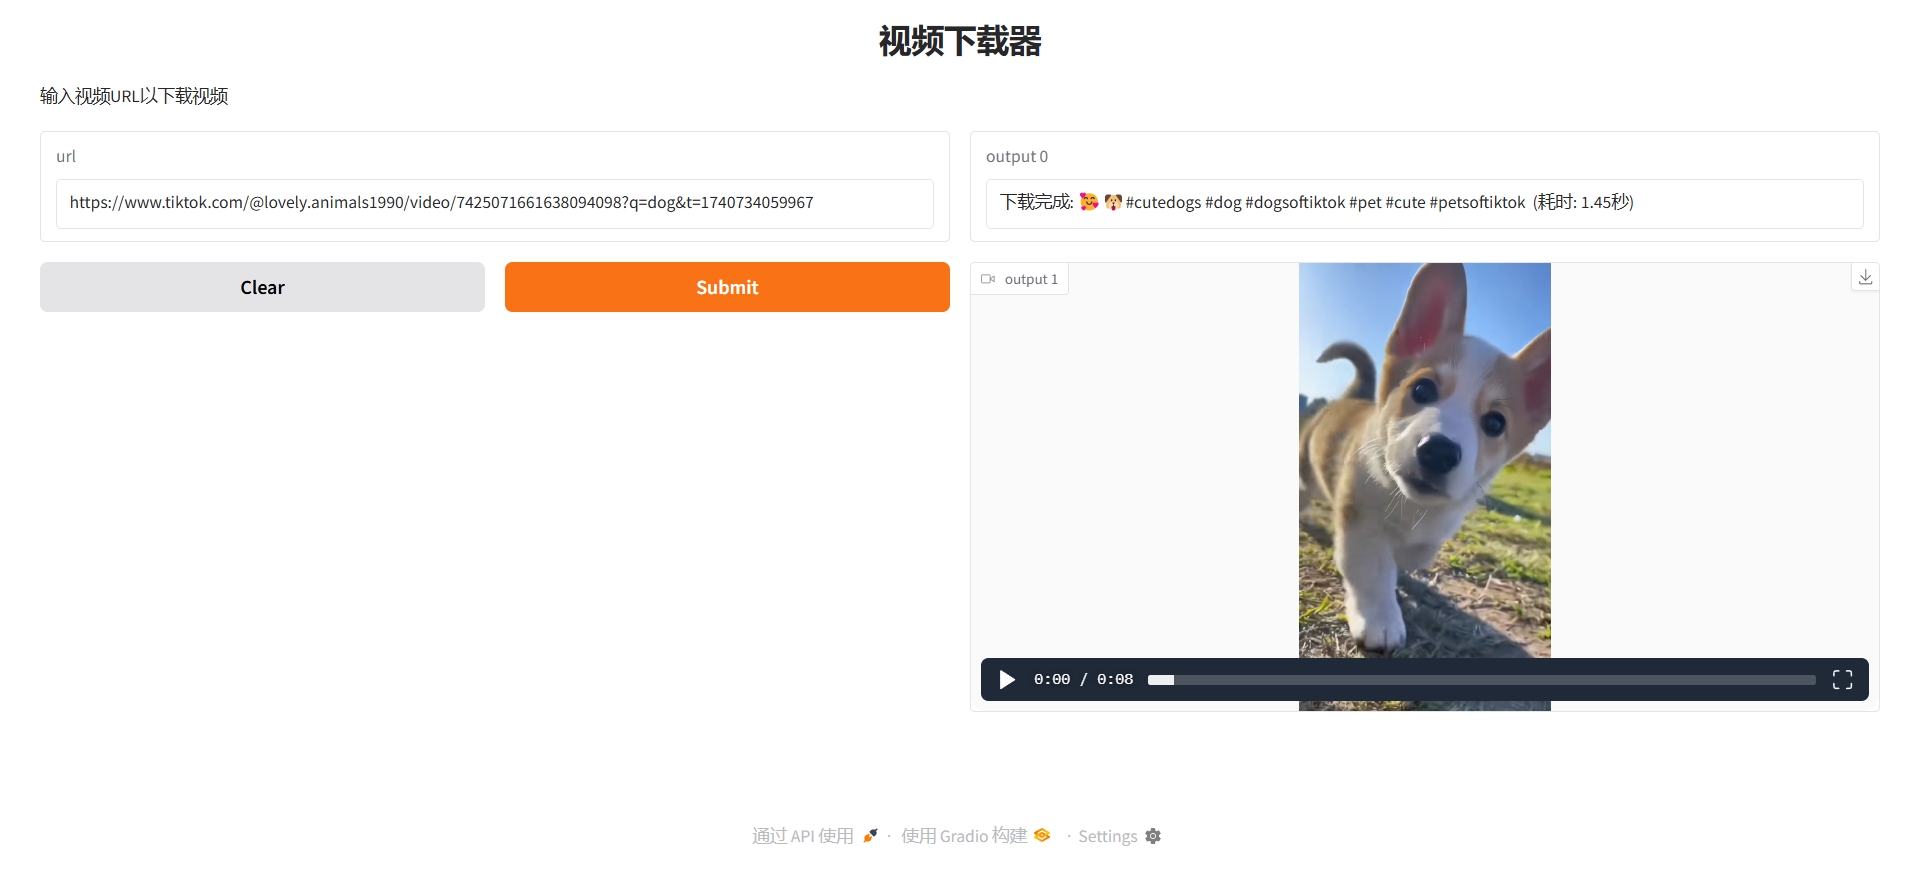 视频下载器
输入视频URL以下载视频
url
https://www.tiktok.com/@lovely.animals1990/video/7425071661638094098?q=dog&t=1740734059967
Clear
Submit
output 0
下载完成: 🥰 🐶 #cutedogs #dog #dogsoftiktok #pet #cute #petsoftiktok (耗时: 1.45秒)
output 1
0:00 / 0:08
通过 API 使用 · 使用 Gradio 构建 · Settings